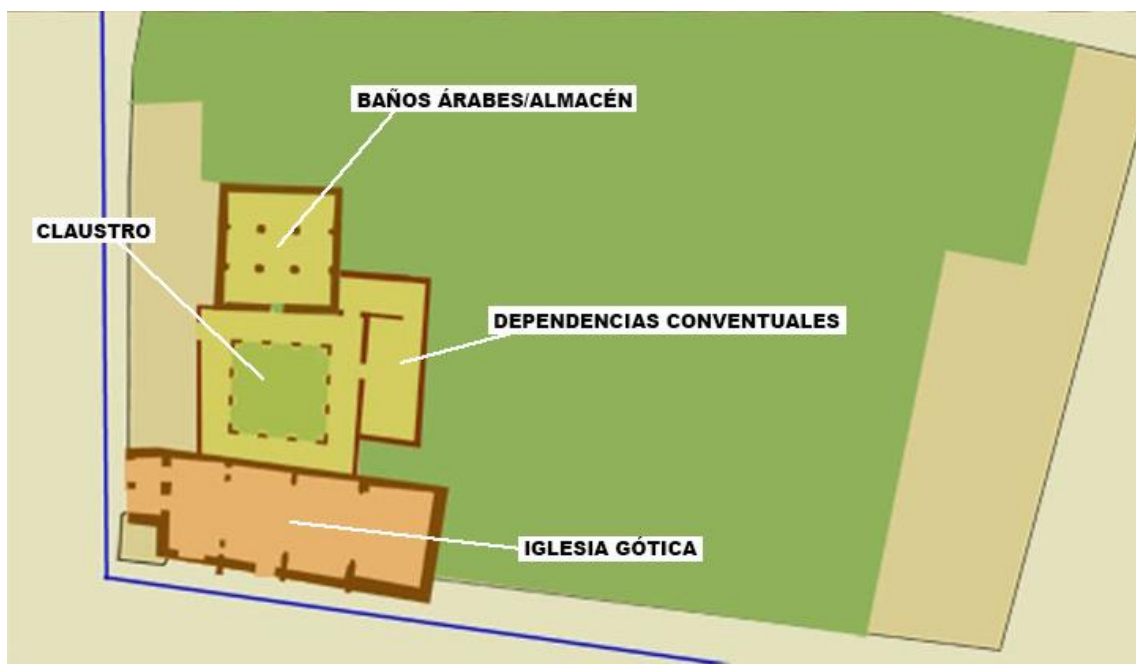 BAÑOS ÁRABES/ALMACÉN
CLAUSTRO
DEPENDENCIAS CONVENTUALES
IGLESIA GÓTICA